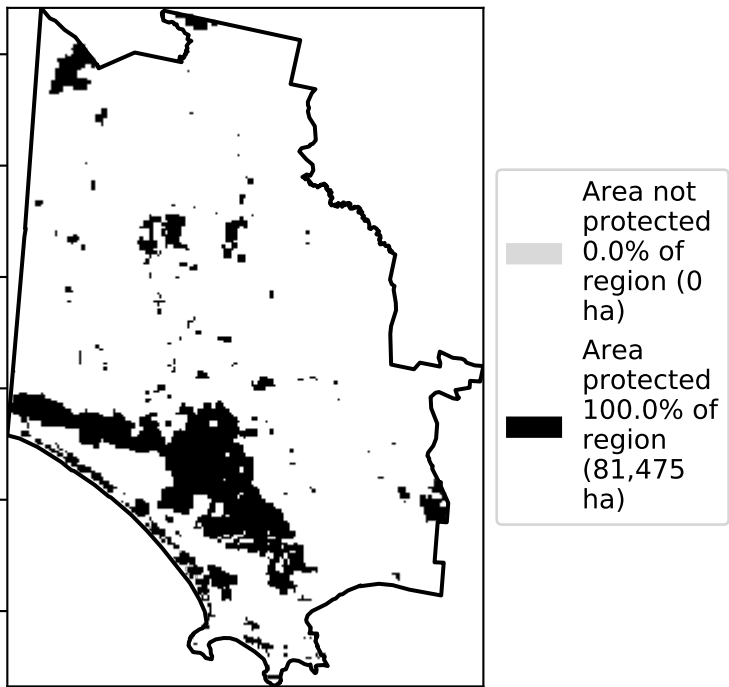 Area not
protected
0.0% of
region (0
ha)
Area
protected
100.0% of
region
(81,475
ha)